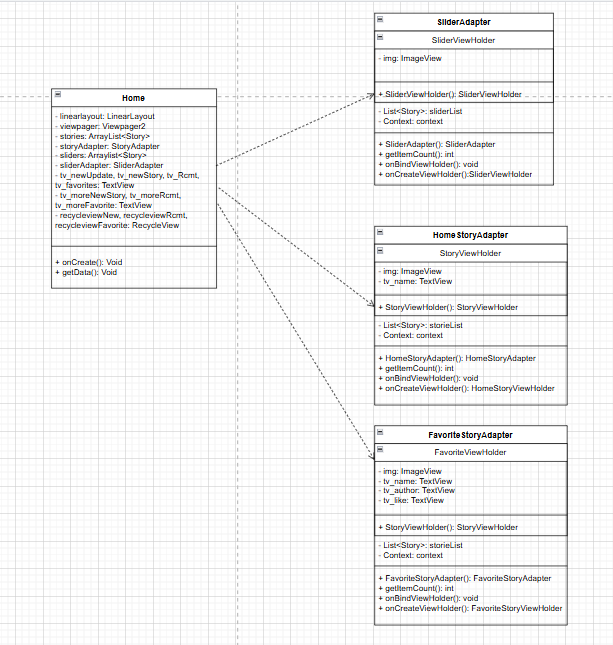 Home
- linearlayout: LinearLayout
- viewpager: Viewpager2
- stories: ArrayList<Story>
- storyAdapter: StoryAdapter
- sliders: Arraylist<Story>
- sliderAdapter: SliderAdapter
- tv_newUpdate, tv_newStory, tv_Rcmt,
tv_favorites: TextView
- tv_moreNewStory, tv_moreRcmt,
tv_moreFavorite: TextView
- recycleviewNew, recycleviewRcmt,
recycleviewFavorite: RecycleView
+ onCreate(): Void
+ getData(): Void
SliderAdapter
SliderViewHolder
- img: ImageView
+ SliderViewHolder(): SliderViewHolder
- List<Story>: sliderList
- Context: context
+ SliderAdapter(): SliderAdapter
+ getItemCount(): int
+ onBindViewHolder(): void
+ onCreateViewHolder():SliderViewHolder
HomeStoryAdapter
StoryViewHolder
- img: ImageView
- tv_name: TextView
+ StoryViewHolder(): StoryViewHolder
- List<Story>: storieList
- Context: context
+ HomeStoryAdapter(): HomeStoryAdapter
+ getItemCount(): int
+ onBindViewHolder(): void
+ onCreateViewHolder(): HomeStoryViewHolder
FavoriteStoryAdapter
FavoriteViewHolder
- img: ImageView
- tv_name: TextView
- tv_author: TextView
- tv_like: TextView
+ StoryViewHolder(): StoryViewHolder
- List<Story>: storieList
- Context: context
+ FavoriteStoryAdapter(): FavoriteStoryAdapter
+ getItemCount(): int
+ onBindViewHolder(): void
+ onCreateViewHolder(): FavoriteStoryViewHolder